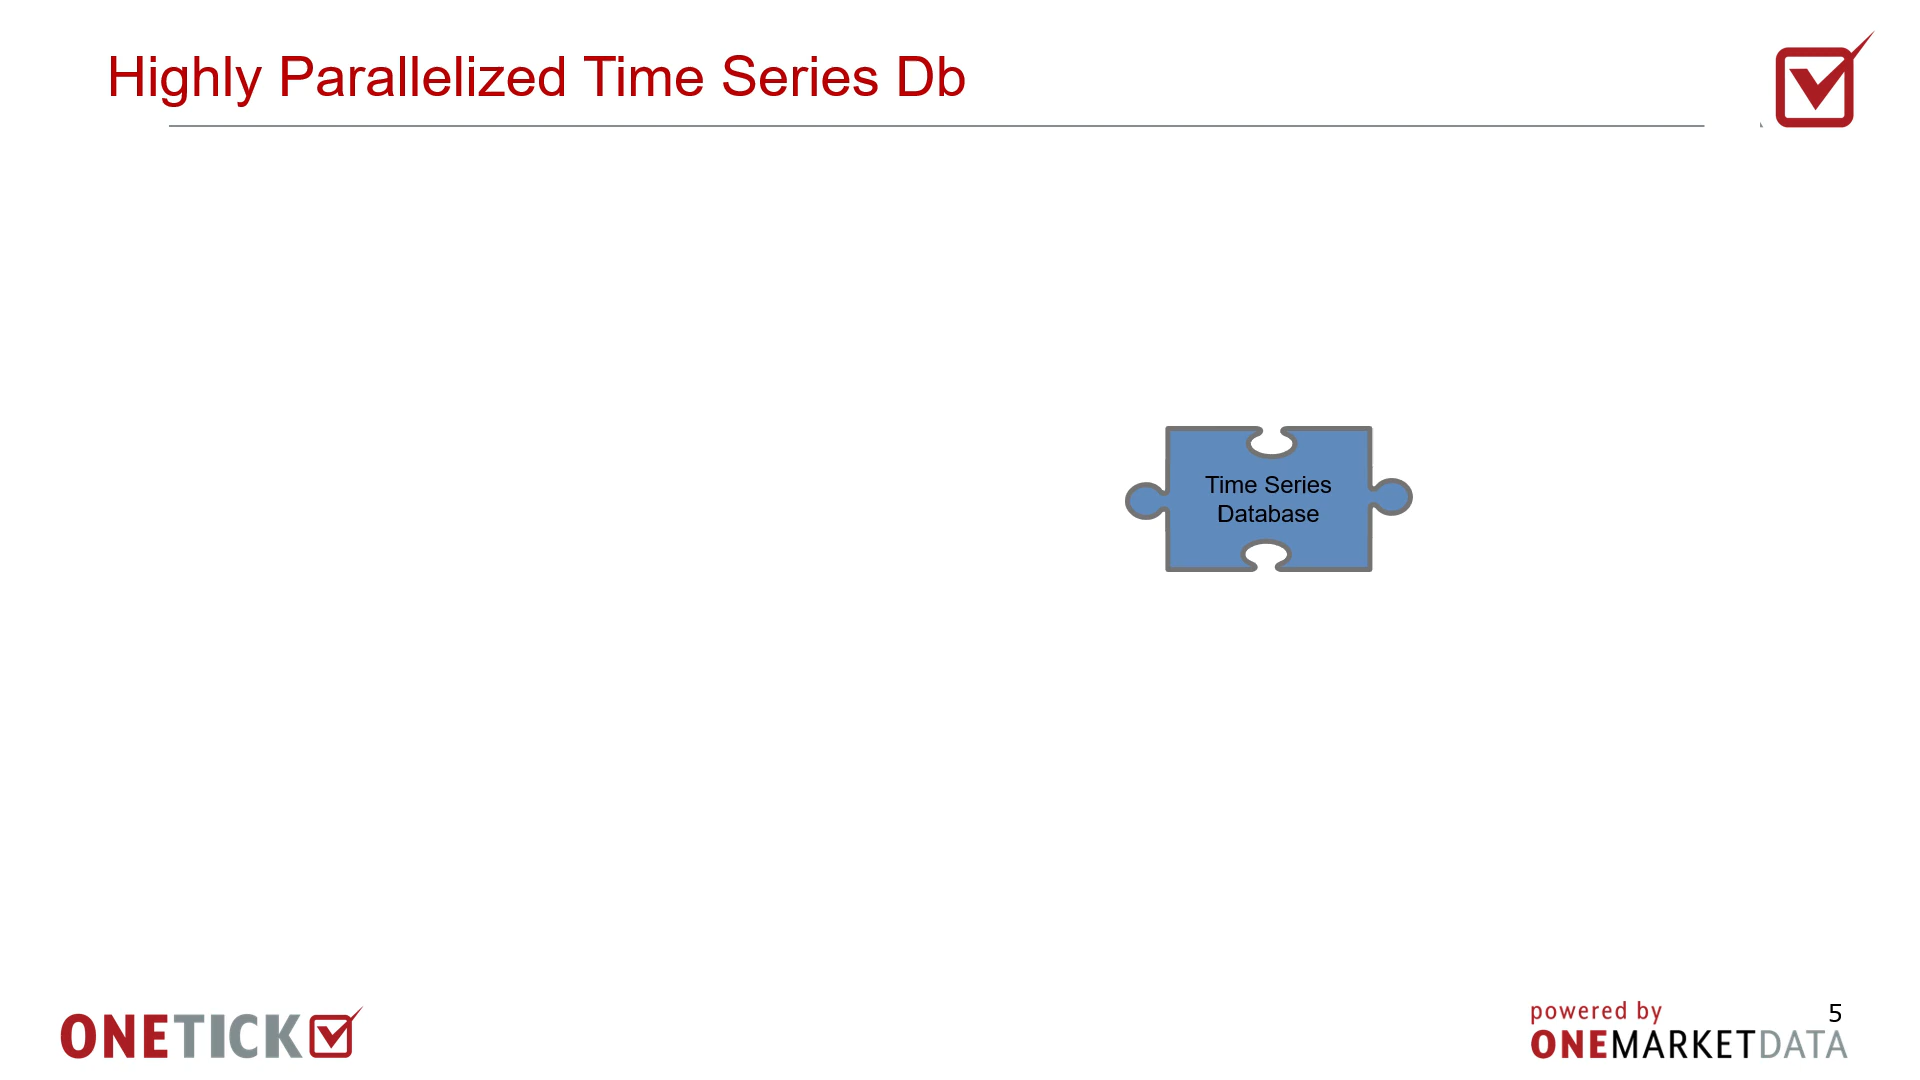 Highly Parallelized Time Series Db
Time Series
Database
ONETICK
powered by
5
ONEMARKETDATA